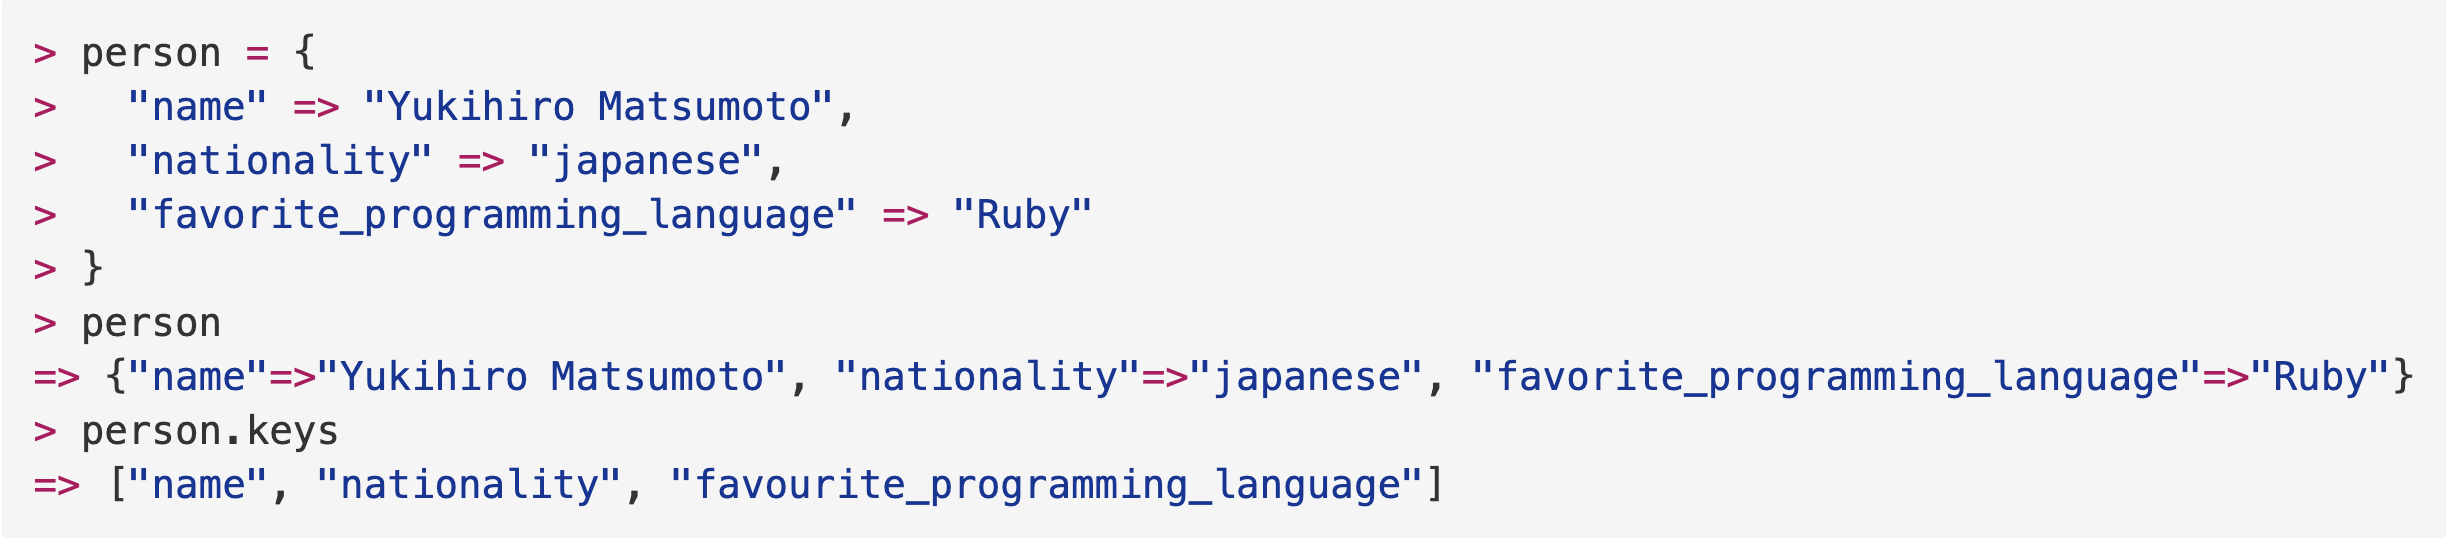 > person = {
>   "name" => "Yukihiro Matsumoto",
>   "nationality" => "japanese",
>   "favorite_programming_language" => "Ruby"
> }
> person
=> {"name"=>"Yukihiro Matsumoto", "nationality"=>"japanese", "favorite_programming_language"=>"Ruby"}
> person.keys
=> ["name", "nationality", "favourite_programming_language"]